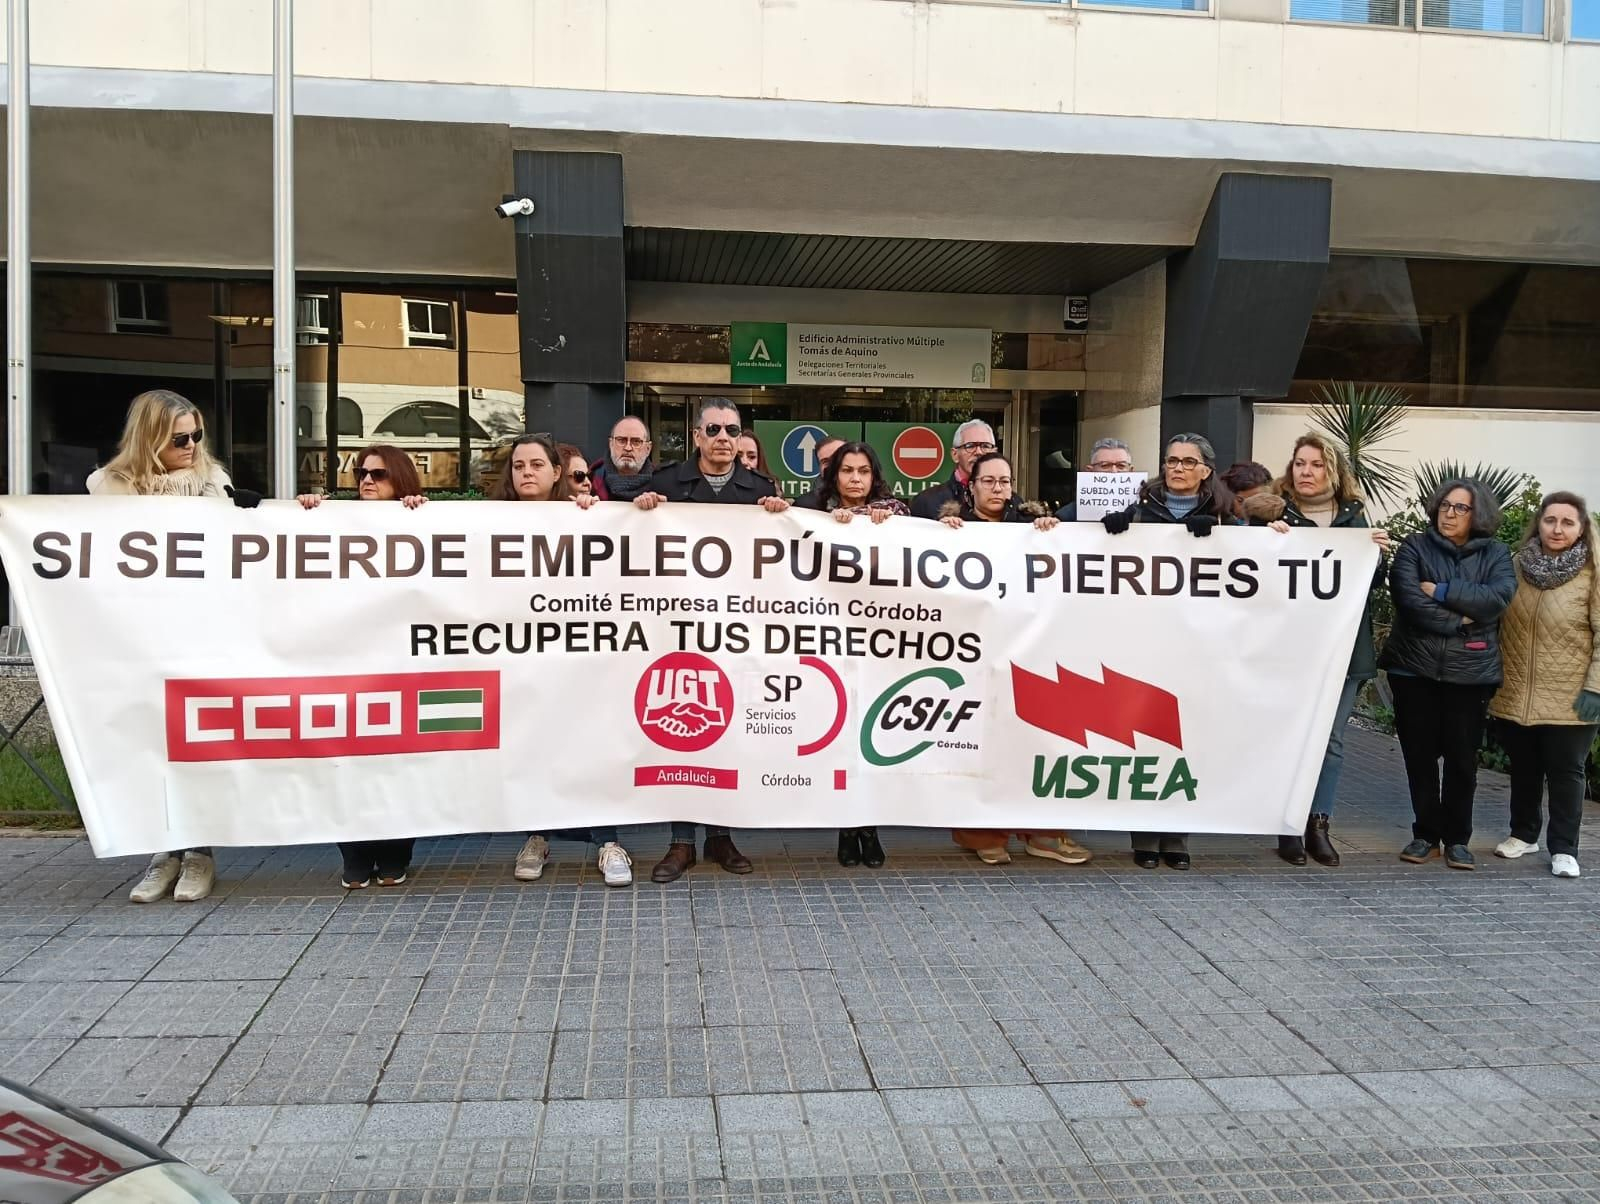 Junta de Andalucía
Edificio Administrativo Múltiple
Tomás de Aquino
Delegaciones Territoriales
Secretarías Generales Provinciales
NO A LA
SUBIDA DE
RATIO EN
SI SE PIERDE EMPLEO PÚBLICO, PIERDES TÚ
Comité Empresa Educación Córdoba
RECUPERA TUS DERECHOS
CCOO
UGT
SP
Servicios
Públicos
Andalucía
Córdoba
CSI·F
Córdoba
USTEA